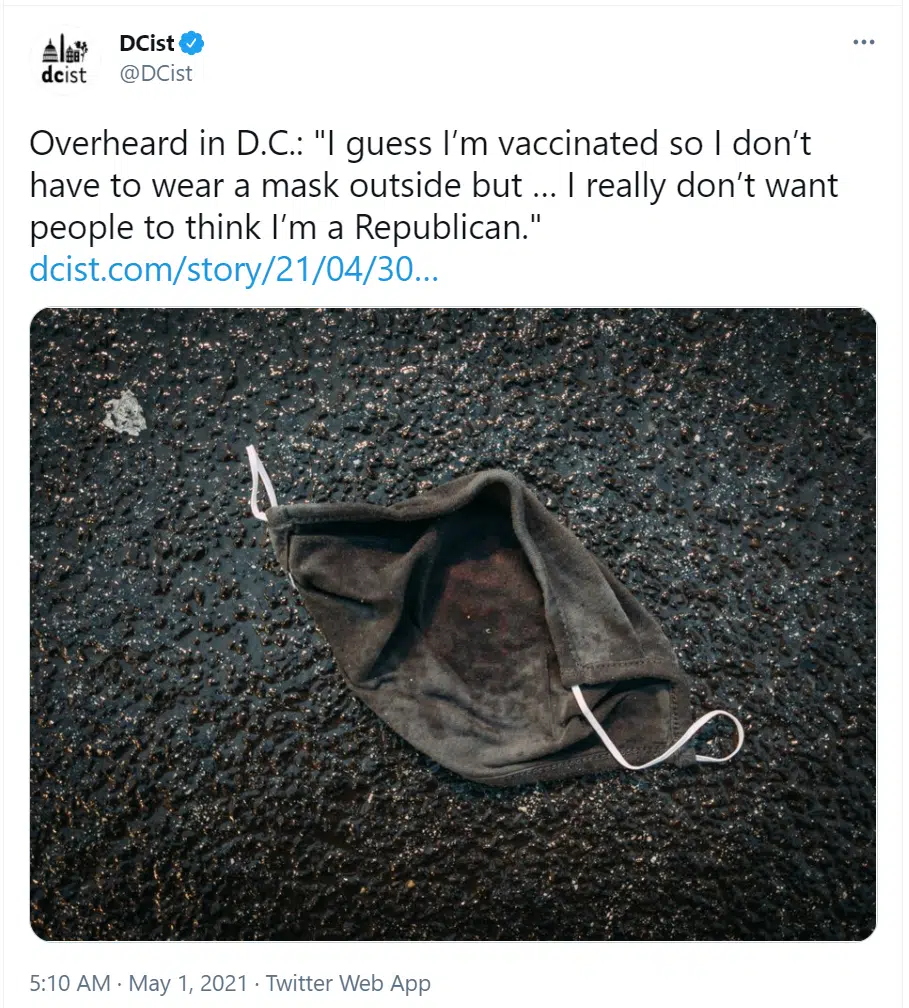 dcist
DCist
@DCist
Overheard in D.C.: "I guess I’m vaccinated so I don’t
have to wear a mask outside but ... I really don’t want
people to think I’m a Republican."
dcist.com/story/21/04/30...
5:10 AM · May 1, 2021 · Twitter Web App